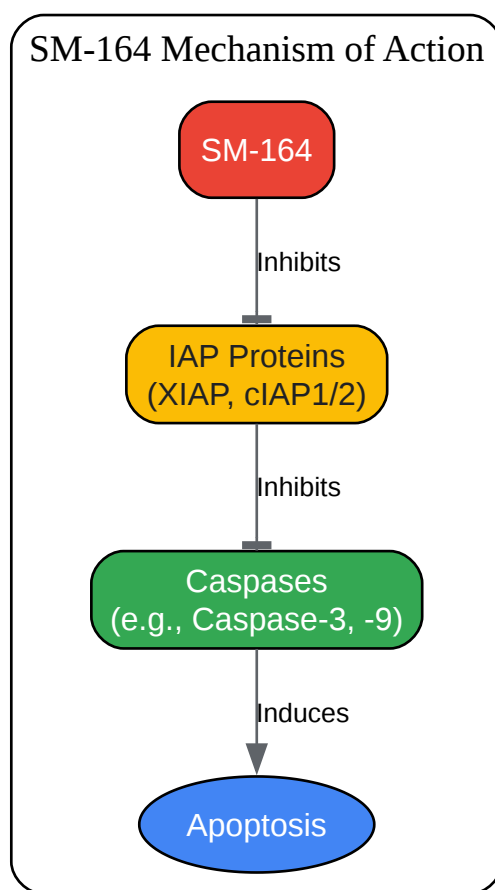 SM-164 Mechanism of Action
SM-164
Inhibits
IAP Proteins
(XIAP, cIAP1/2)
Inhibits
Caspases
(e.g., Caspase-3, -9)
Induces
Apoptosis